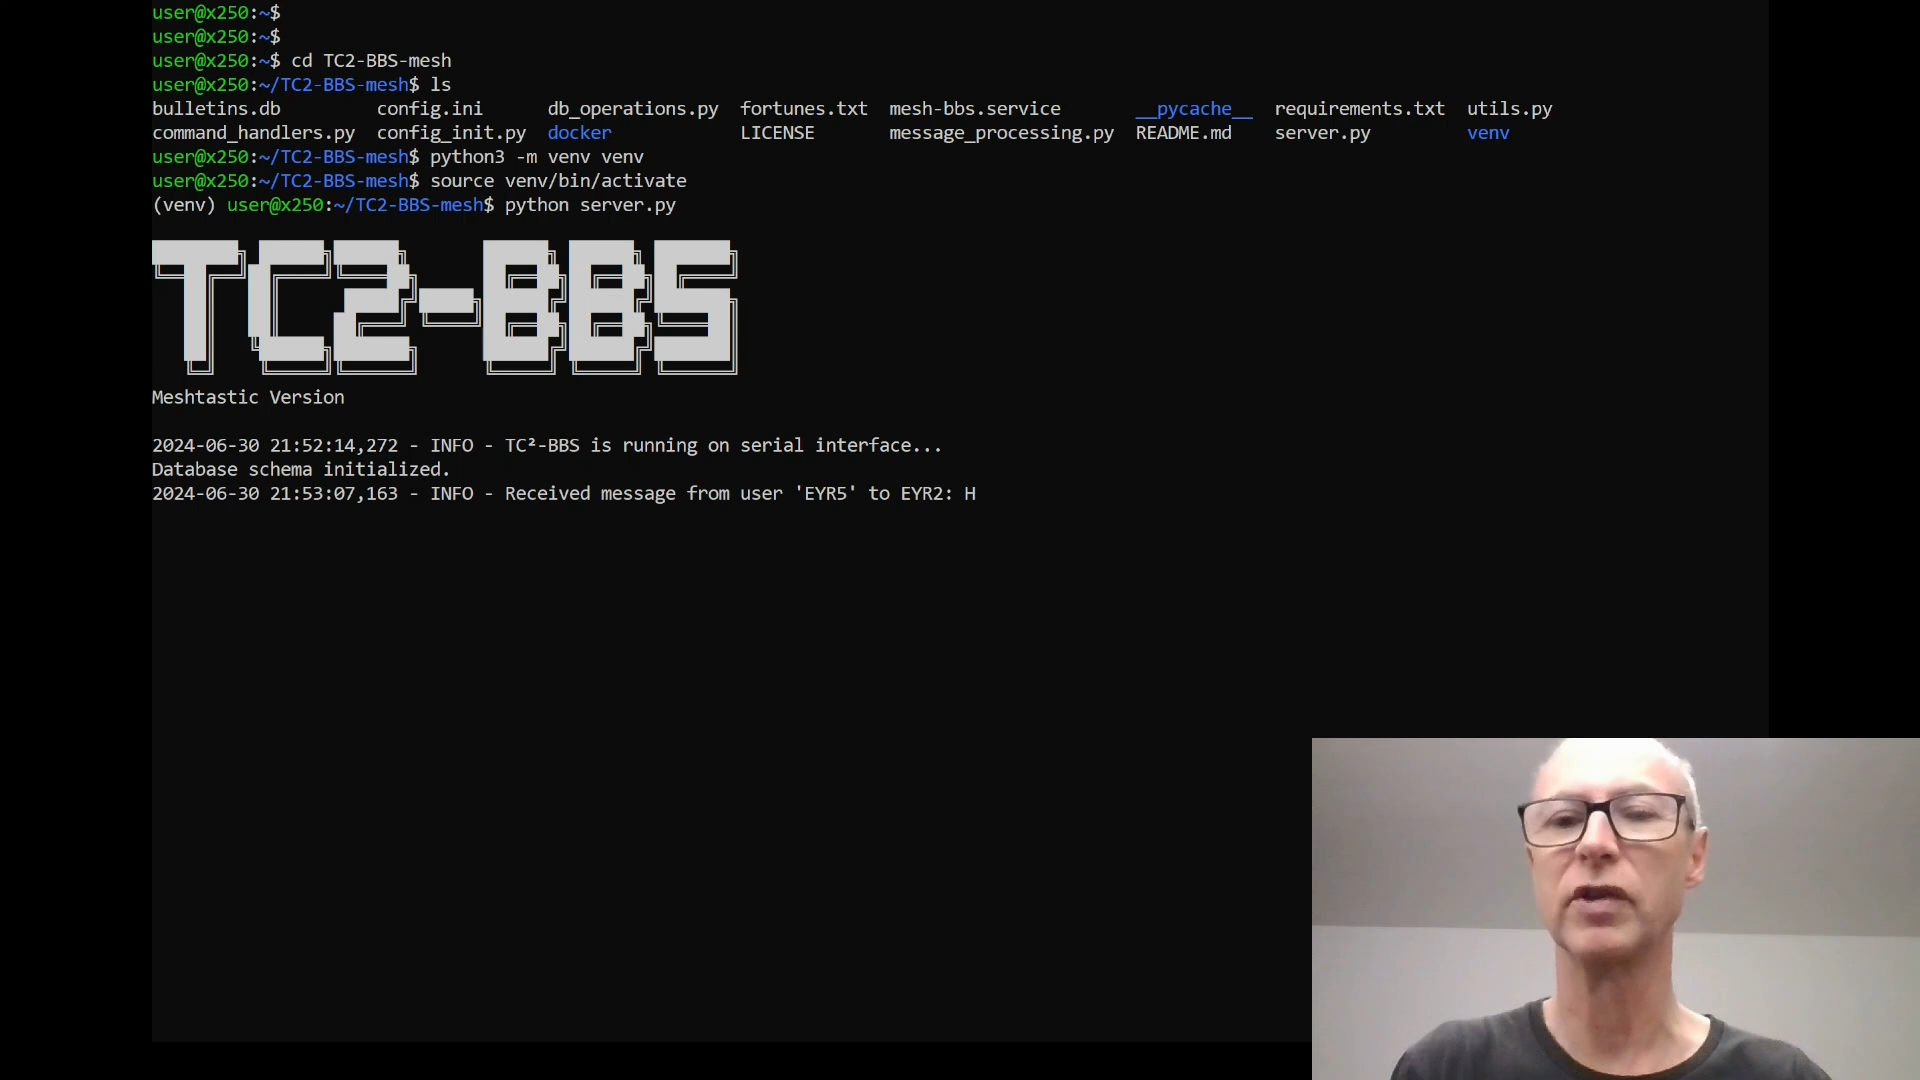 user@x250:~$
user@x250:~$
user@x250:~$ cd TC2-BBS-mesh
user@x250:~/TC2-BBS-mesh$ ls
bulletins.db config.ini db_operations.py fortunes.txt mesh-bbs.service __pycache__ requirements.txt utils.py
command_handlers.py config_init.py docker LICENSE message_processing.py README.md server.py venv
user@x250:~/TC2-BBS-mesh$ python3 -m venv venv
user@x250:~/TC2-BBS-mesh$ source venv/bin/activate
(venv) user@x250:~/TC2-BBS-mesh$ python server.py
TC2-BBS
Meshtastic Version
2024-06-30 21:52:14,272 - INFO - TC²-BBS is running on serial interface...
Database schema initialized.
2024-06-30 21:53:07,163 - INFO - Received message from user 'EYR5' to EYR2: H